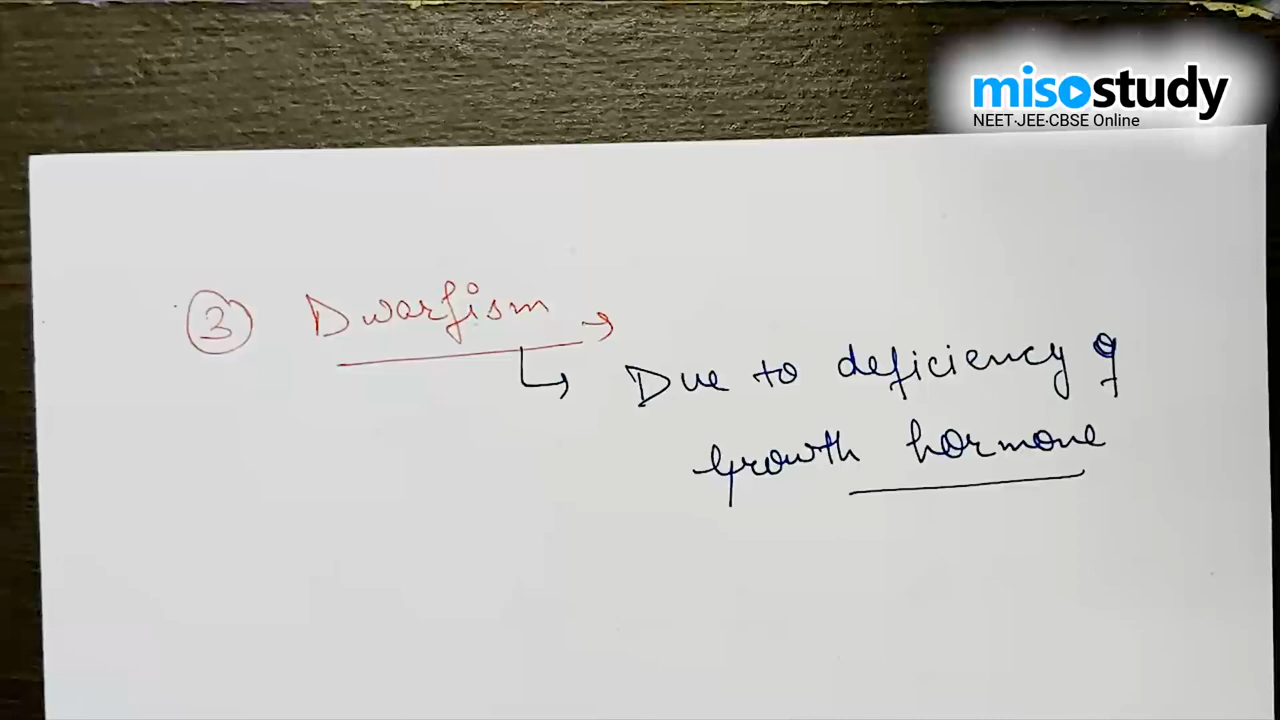 misostudy
NEET·JEE·CBSE Online
3 Dwarfism →
↳ Due to deficiency of
growth hormone